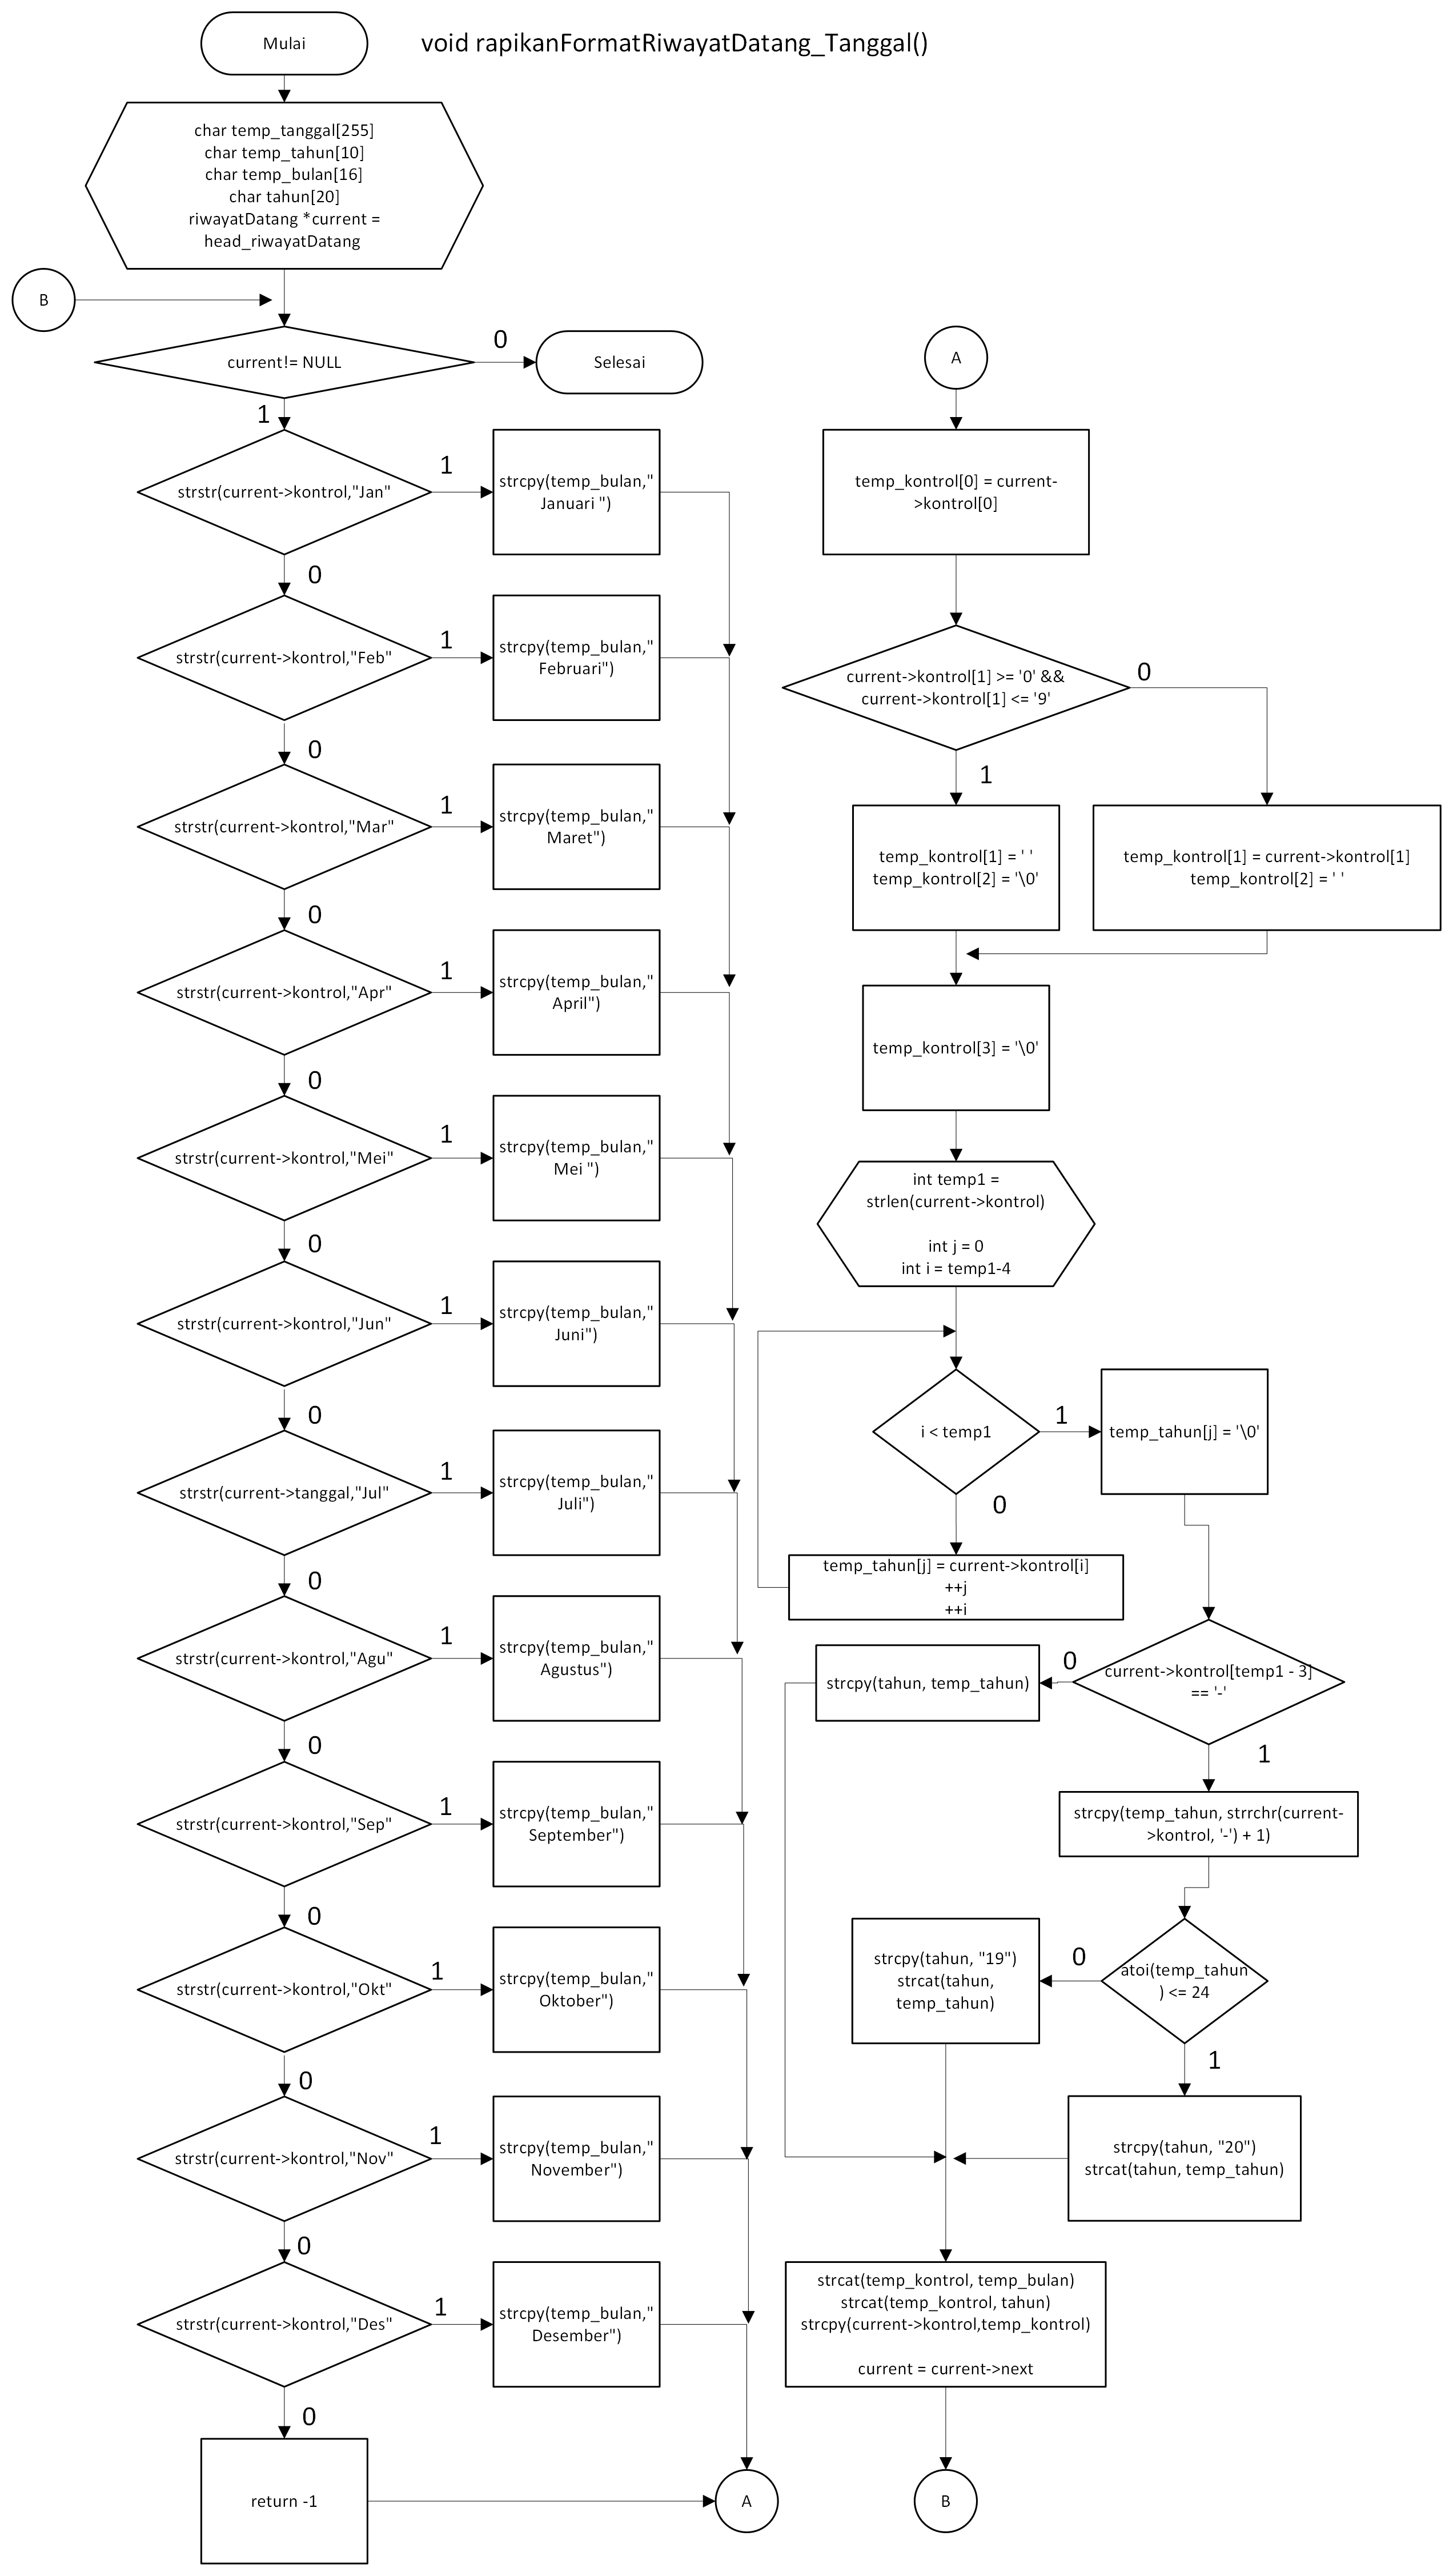 Mulai
void rapikanFormatRiwayatDatang_Tanggal()
char temp_tanggal[255]
char temp_tahun[10]
char temp_bulan[16]
char tahun[20]
riwayatDatang *current =
head_riwayatDatang
B
current!= NULL
0
Selesai
1
strstr(current->kontrol,"Jan"
1
strcpy(temp_bulan,"
Januari ")
0
strstr(current->kontrol,"Feb"
1
strcpy(temp_bulan,"
Februari")
0
strstr(current->kontrol,"Mar"
1
strcpy(temp_bulan,"
Maret")
0
strstr(current->kontrol,"Apr"
1
strcpy(temp_bulan,"
April")
0
strstr(current->kontrol,"Mei"
1
strcpy(temp_bulan,"
Mei ")
0
strstr(current->kontrol,"Jun"
1
strcpy(temp_bulan,"
Juni")
0
strstr(current->tanggal,"Jul"
1
strcpy(temp_bulan,"
Juli")
0
strstr(current->kontrol,"Agu"
1
strcpy(temp_bulan,"
Agustus")
0
strstr(current->kontrol,"Sep"
1
strcpy(temp_bulan,"
September")
0
strstr(current->kontrol,"Okt"
1
strcpy(temp_bulan,"
Oktober")
0
strstr(current->kontrol,"Nov"
1
strcpy(temp_bulan,"
November")
0
strstr(current->kontrol,"Des"
1
strcpy(temp_bulan,"
Desember")
0
return -1
A
A
temp_kontrol[0] = current-
>kontrol[0]
current->kontrol[1] >= '0' &&
current->kontrol[1] <= '9'
0
1
temp_kontrol[1] = ' '
temp_kontrol[2] = '\0'
temp_kontrol[1] = current->kontrol[1]
temp_kontrol[2] = ' '
temp_kontrol[3] = '\0'
int temp1 =
strlen(current->kontrol)
int j = 0
int i = temp1-4
i < temp1
1
temp_tahun[j] = '\0'
0
temp_tahun[j] = current->kontrol[i]
++j
++i
current->kontrol[temp1 - 3]
== '-'
0
strcpy(tahun, temp_tahun)
1
strcpy(temp_tahun, strrchr(current-
>kontrol, '-') + 1)
atoi(temp_tahun
) <= 24
0
strcpy(tahun, "19")
strcat(tahun,
temp_tahun)
1
strcpy(tahun, "20")
strcat(tahun, temp_tahun)
strcat(temp_kontrol, temp_bulan)
strcat(temp_kontrol, tahun)
strcpy(current->kontrol,temp_kontrol)
current = current->next
B